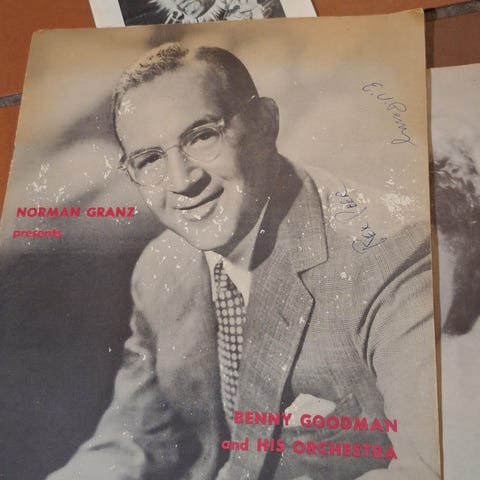 NORMAN GRANZ
presents
BENNY GOODMAN
and HIS ORCHESTRA